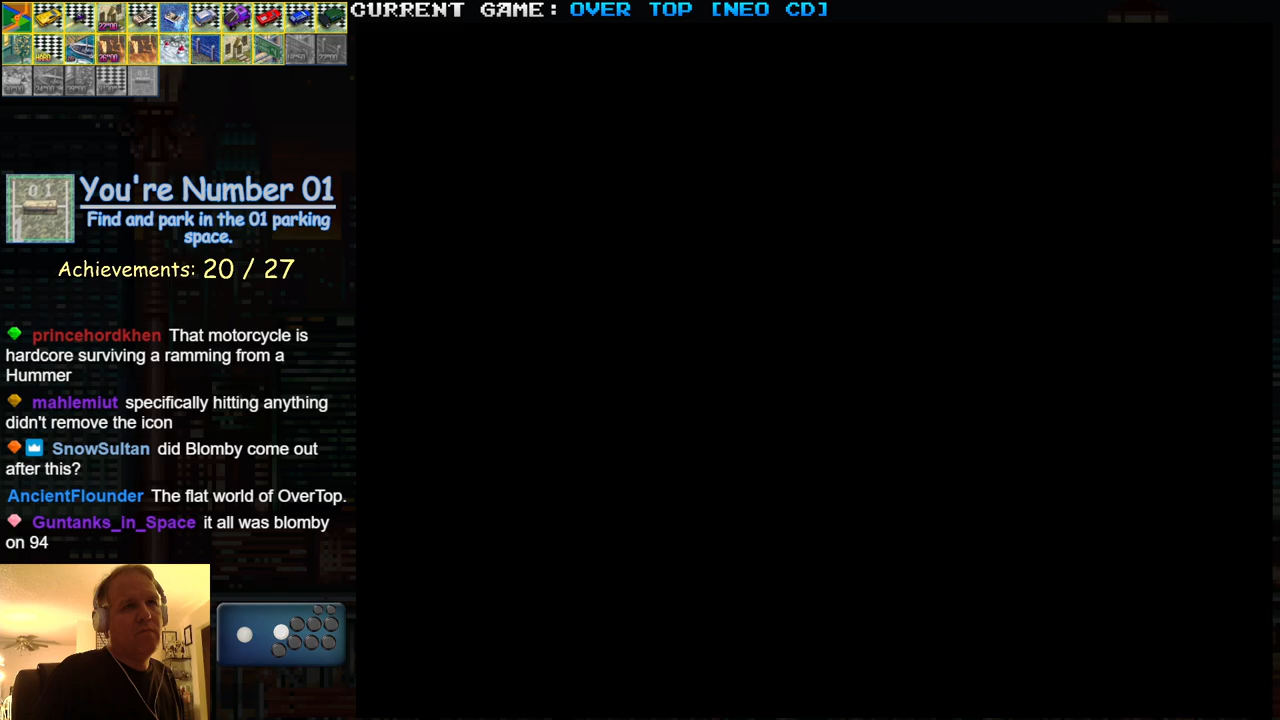 CURRENT GAME: OVER TOP [NEO CD]
You're Number 01
Find and park in the 01 parking
space.
Achievements: 20 / 27
princehordkhen That motorcycle is
hardcore surviving a ramming from a
Hummer
mahlemiut specifically hitting anything
didn't remove the icon
SnowSultan did Blomby come out
after this?
AncientFlounder The flat world of OverTop.
Guntanks_in_Space it all was blomby
on 94